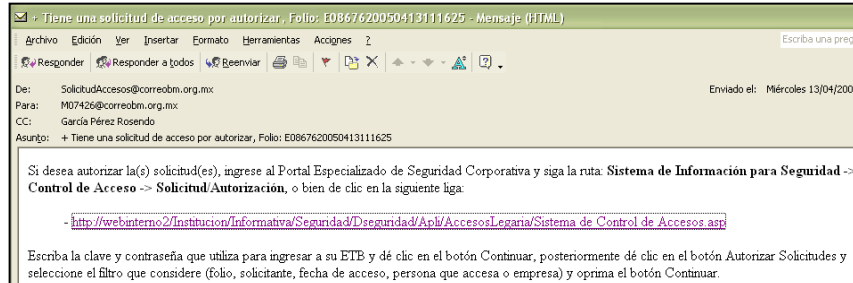 + Tiene una solicitud de acceso por autorizar, Folio: E0867620050413111625 - Mensaje (HTML)
Archivo Edición Ver Insertar Formato Herramientas Acciones ? Escriba una preg
Responder Responder a todos Reenviar
De: SolicitudAccesos@correobm.org.mx Enviado el: Miércoles 13/04/200
Para: M07426@correobm.org.mx
CC: García Pérez Rosendo
Asunto: + Tiene una solicitud de acceso por autorizar, Folio: E0867620050413111625
Si desea autorizar la(s) solicitud(es), ingrese al Portal Especializado de Seguridad Corporativa y siga la ruta: Sistema de Información para Seguridad ->
Control de Acceso -> Solicitud/Autorización, o bien de clic en la siguiente liga:
- http://webinterno2/Institucion/Informativa/Seguridad/Dseguridad/Apli/AccesosLegaria/Sistema de Control de Accesos.asp
Escriba la clave y contraseña que utiliza para ingresar a su ETB y dé clic en el botón Continuar, posteriormente dé clic en el botón Autorizar Solicitudes y
seleccione el filtro que considere (folio, solicitante, fecha de acceso, persona que accesa o empresa) y oprima el botón Continuar.